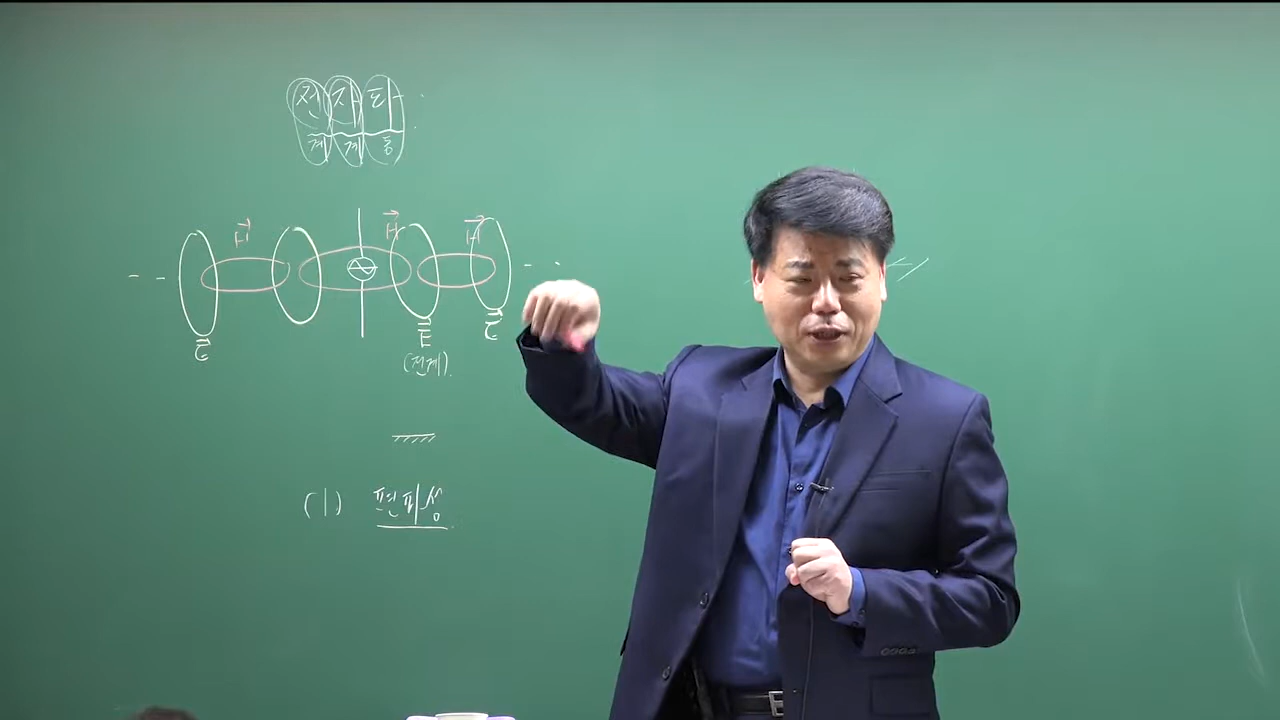 전자파
계 계 동
H⃗ H⃗ H⃗
E⃗ E⃗ E⃗
(전계)
(1) 편파성